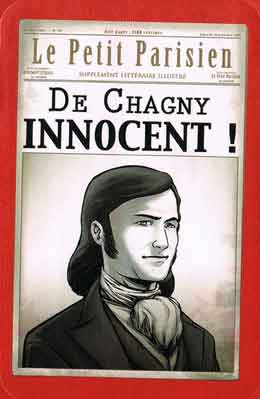 Le Petit Parisien
SUPPLÉMENT LITTÉRAIRE ILLUSTRÉ
DE CHAGNY
INNOCENT !